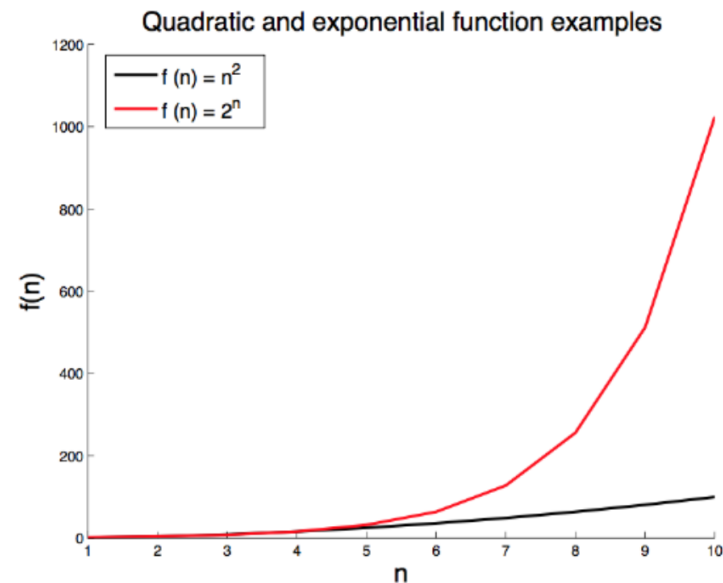 Quadratic and exponential function examples
1200
f (n) = n²
f (n) = 2ⁿ
1000
800
600
f(n)
400
200
0
1 2 3 4 5 6 7 8 9 10
n